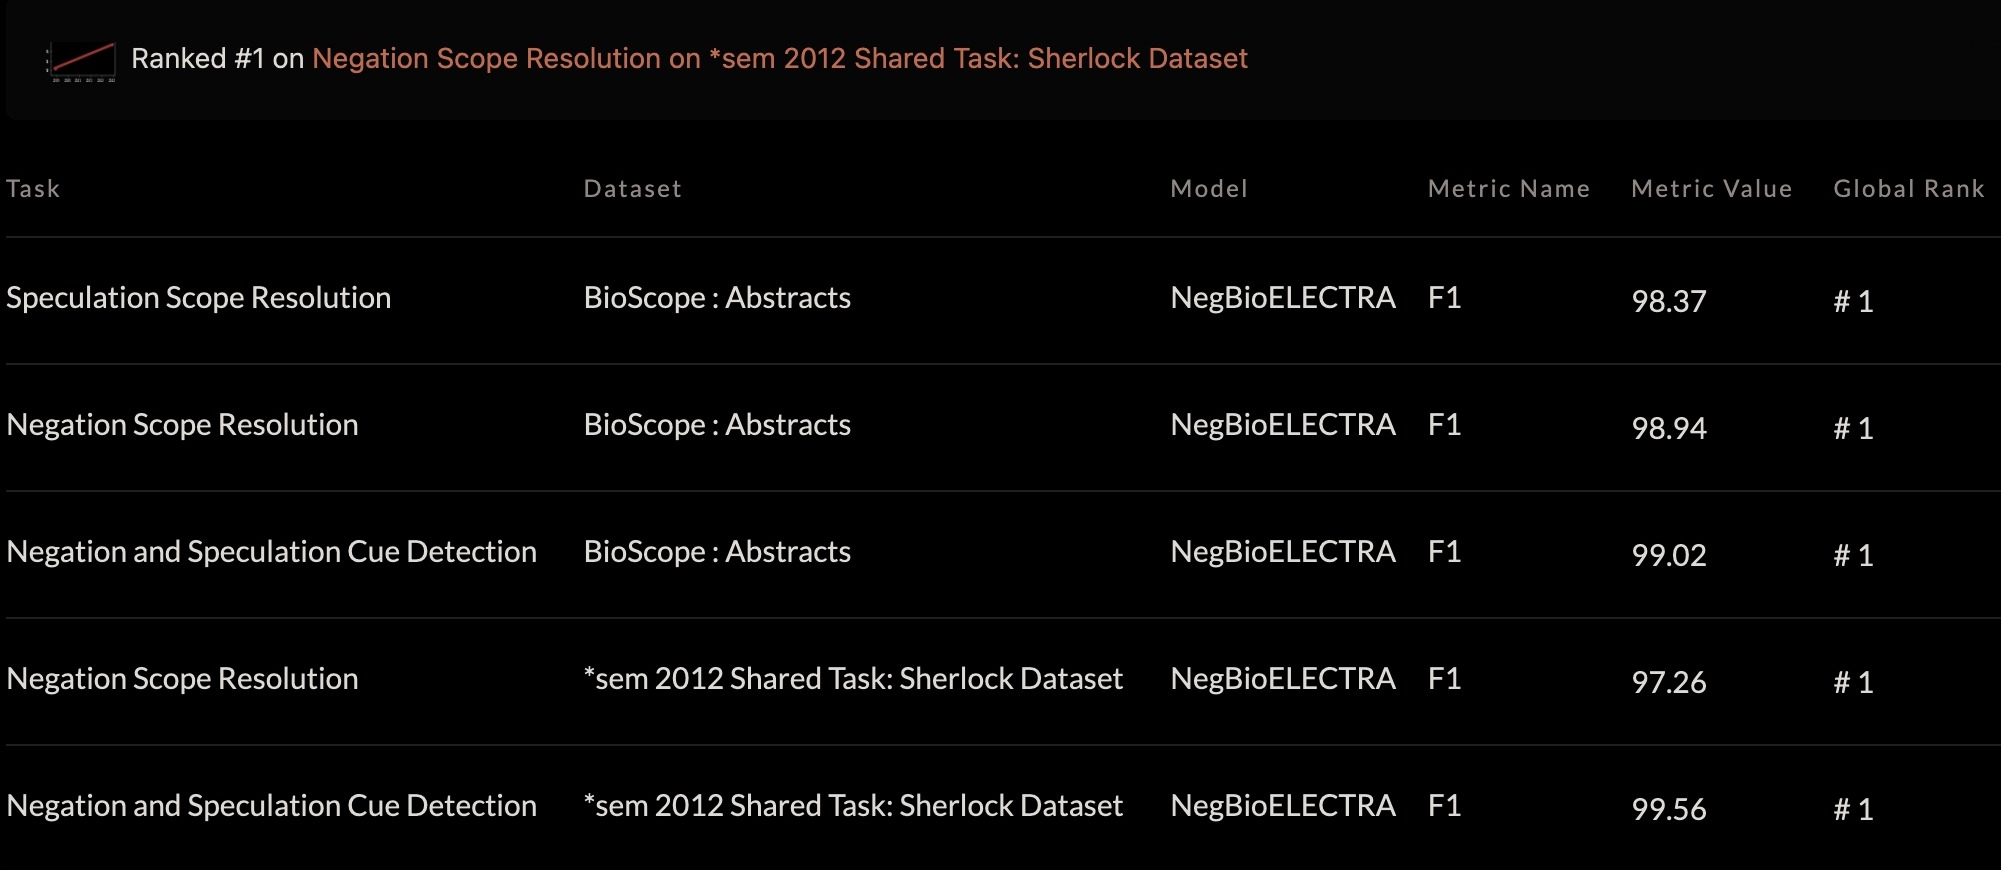 Ranked #1 on Negation Scope Resolution on *sem 2012 Shared Task: Sherlock Dataset
Task Dataset Model Metric Name Metric Value Global Rank
Speculation Scope Resolution BioScope : Abstracts NegBioELECTRA F1 98.37 # 1
Negation Scope Resolution BioScope : Abstracts NegBioELECTRA F1 98.94 # 1
Negation and Speculation Cue Detection BioScope : Abstracts NegBioELECTRA F1 99.02 # 1
Negation Scope Resolution *sem 2012 Shared Task: Sherlock Dataset NegBioELECTRA F1 97.26 # 1
Negation and Speculation Cue Detection *sem 2012 Shared Task: Sherlock Dataset NegBioELECTRA F1 99.56 # 1